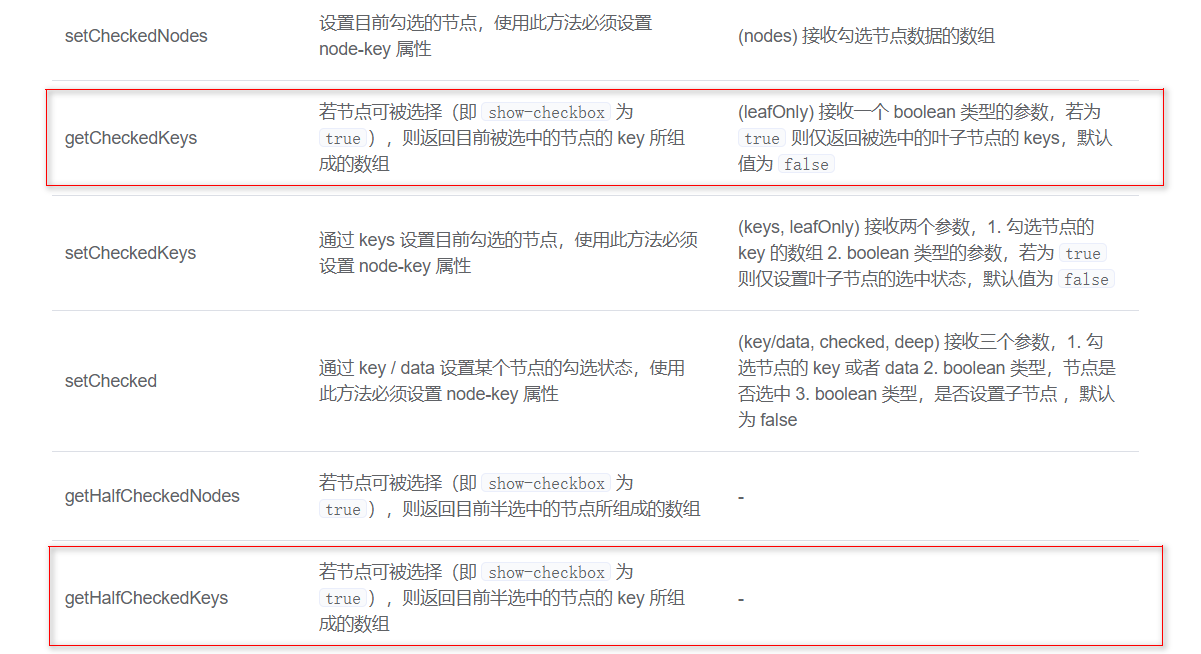 setCheckedNodes
设置目前勾选的节点，使用此方法必须设置
node-key 属性
(nodes) 接收勾选节点数据的数组
getCheckedKeys
若节点可被选择（即 show-checkbox 为
true ），则返回目前被选中的节点的 key 所组
成的数组
(leafOnly) 接收一个 boolean 类型的参数，若为
true 则仅返回被选中的叶子节点的 keys，默认
值为 false
setCheckedKeys
通过 keys 设置目前勾选的节点，使用此方法必须
设置 node-key 属性
(keys, leafOnly) 接收两个参数，1. 勾选节点的
key 的数组 2. boolean 类型的参数，若为 true
则仅设置叶子节点的选中状态，默认值为 false
setChecked
通过 key / data 设置某个节点的勾选状态，使用
此方法必须设置 node-key 属性
(key/data, checked, deep) 接收三个参数，1. 勾
选节点的 key 或者 data 2. boolean 类型，节点是
否选中 3. boolean 类型，是否设置子节点 ，默认
为 false
getHalfCheckedNodes
若节点可被选择（即 show-checkbox 为
true ），则返回目前半选中的节点所组成的数组
-
getHalfCheckedKeys
若节点可被选择（即 show-checkbox 为
true ），则返回目前半选中的节点的 key 所组
成的数组
-